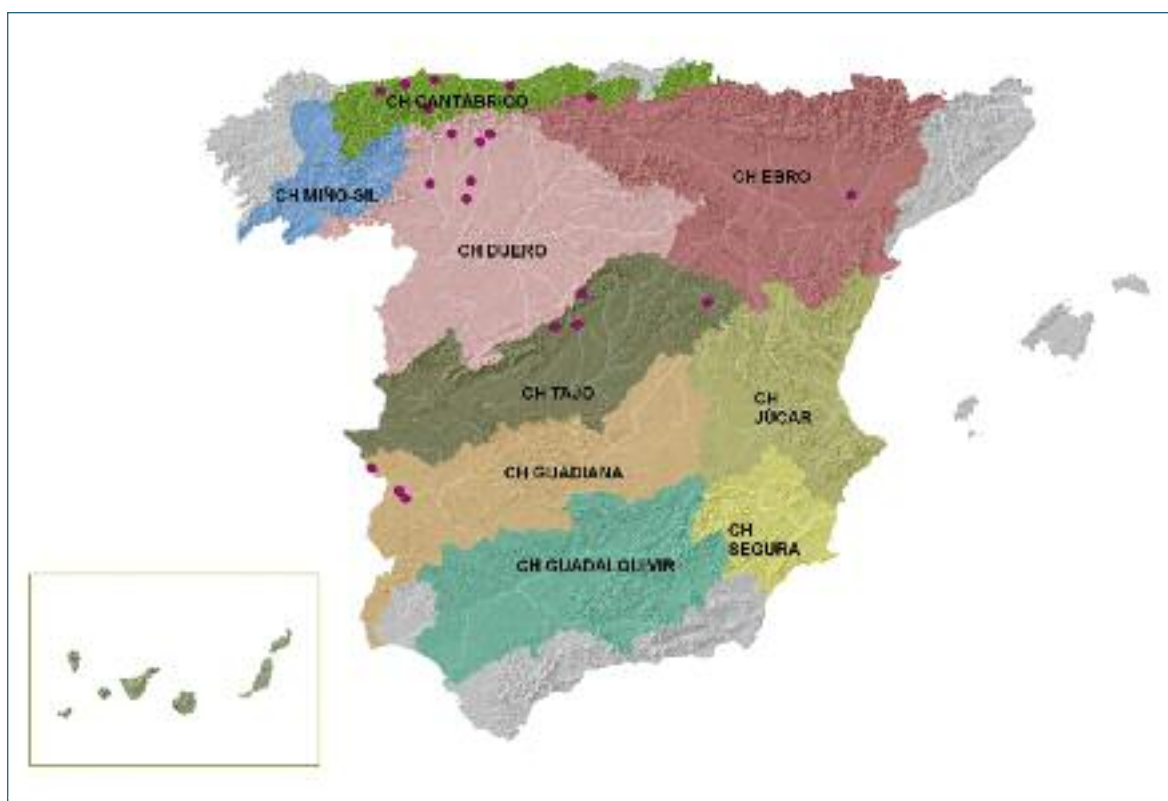 CH CANTÁBRICO
CH MIÑO-SIL
CH EBRO
CH DUERO
CH TAJO
CH
JÚCAR
CH GUADIANA
CH
SEGURA
CH GUADALQUIVIR